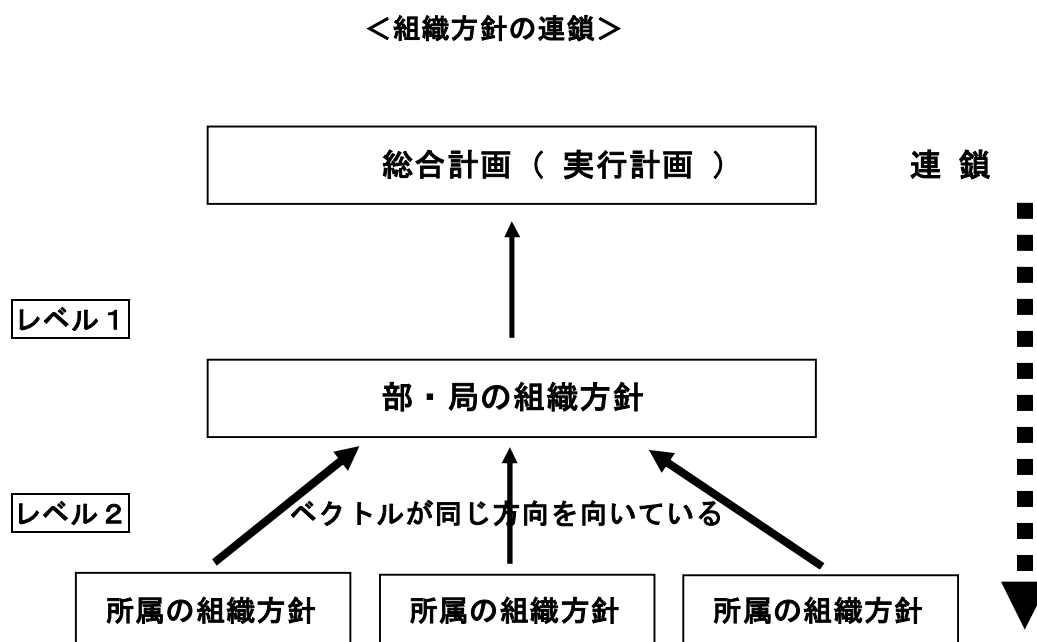 ＜組織方針の連鎖＞
総合計画（ 実行計画 ）
連 鎖
レベル１
部・局の組織方針
レベル２
ベクトルが同じ方向を向いている
所属の組織方針
所属の組織方針
所属の組織方針